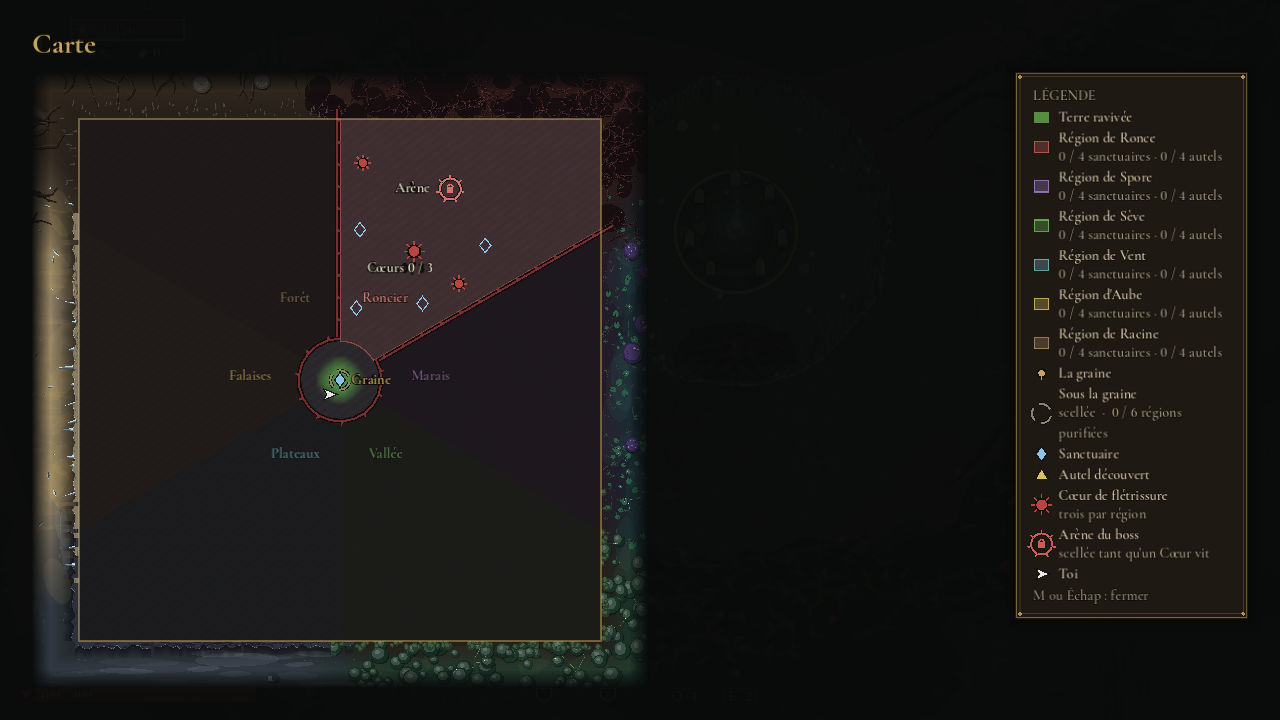 Carte
Arène
Cœurs 0 / 3
Forêt
Roncier
Falaises
Graine
Marais
Plateaux
Vallée
LÉGENDE
Terre ravivée
Région de Ronce
0 / 4 sanctuaires · 0 / 4 autels
Région de Spore
0 / 4 sanctuaires · 0 / 4 autels
Région de Sève
0 / 4 sanctuaires · 0 / 4 autels
Région de Vent
0 / 4 sanctuaires · 0 / 4 autels
Région d'Aube
0 / 4 sanctuaires · 0 / 4 autels
Région de Racine
0 / 4 sanctuaires · 0 / 4 autels
La graine
Sous la graine
scellée · 0 / 6 régions
purifiées
Sanctuaire
Autel découvert
Cœur de flétrissure
trois par région
Arène du boss
scellée tant qu'un Cœur vit
Toi
M ou Échap : fermer